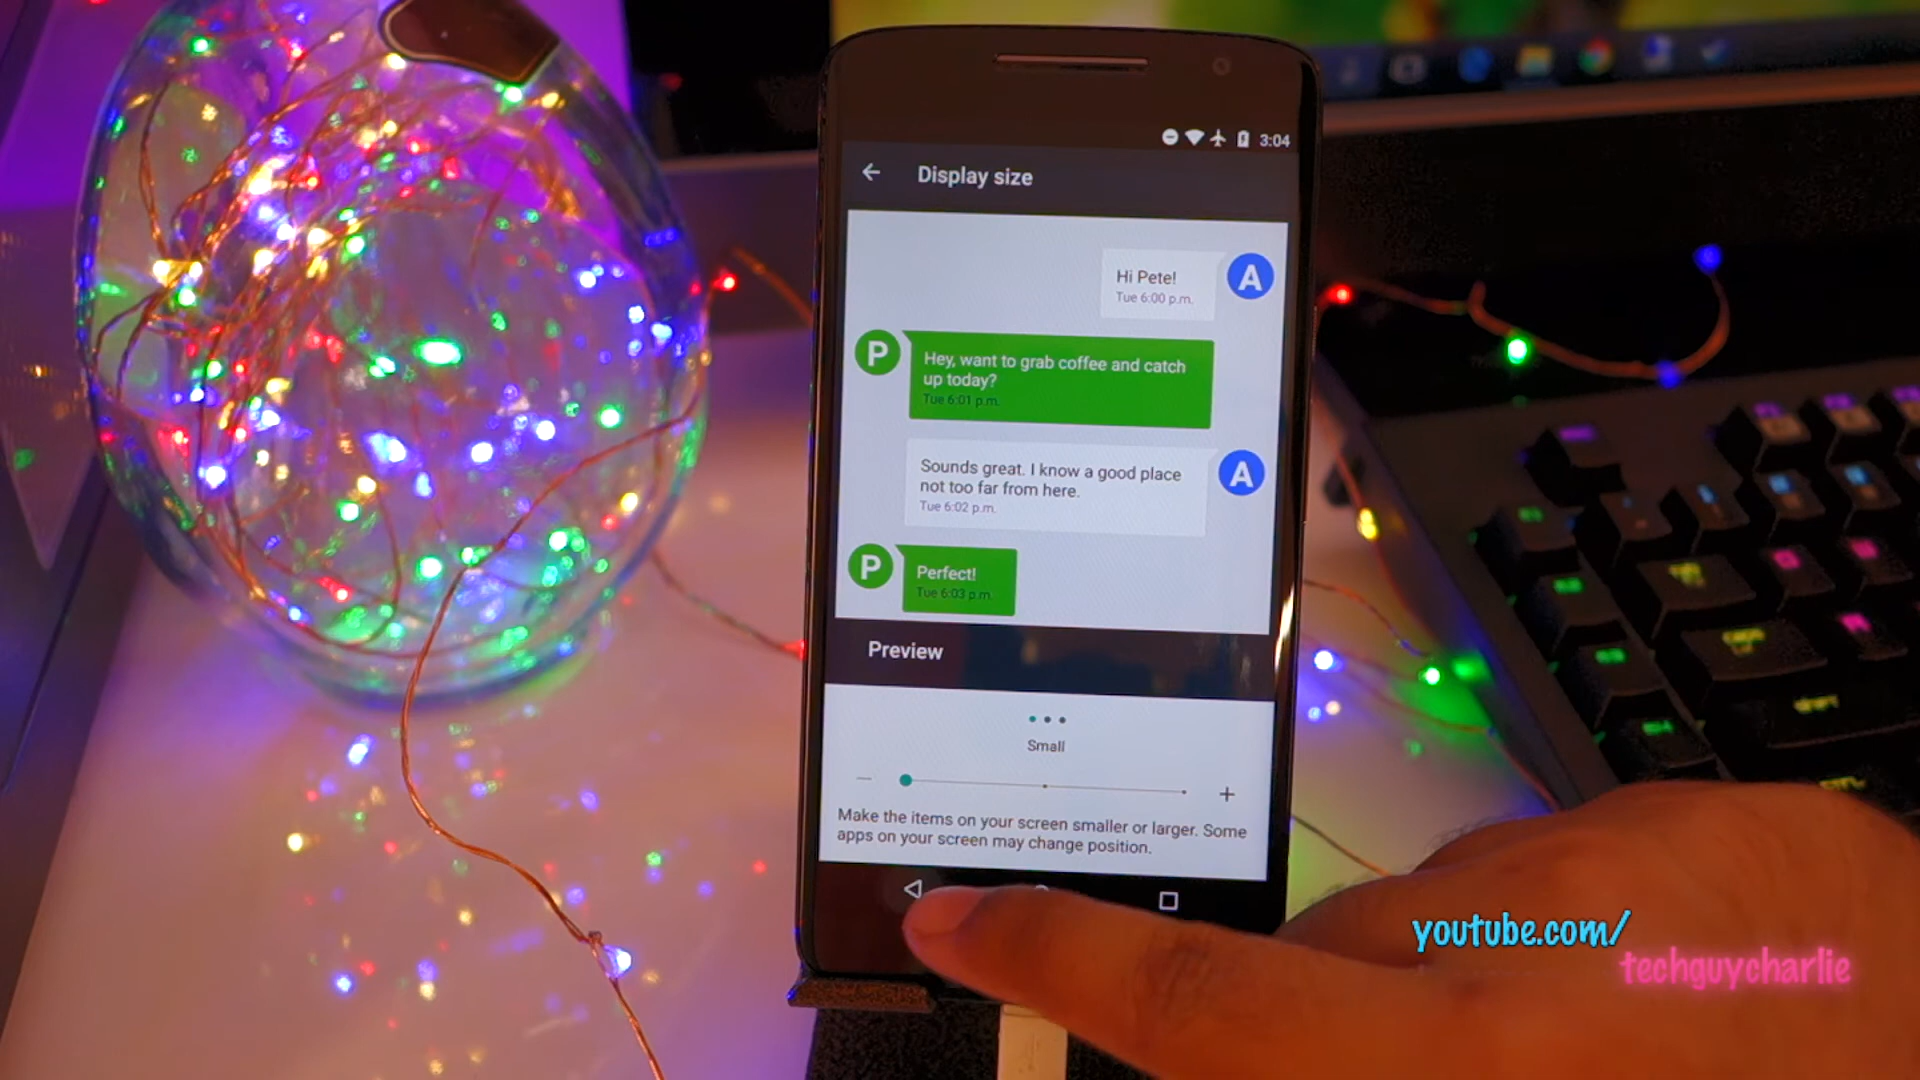 3:04
Display size
Hi Pete!
Tue 6:00 p.m.
A
P
Hey, want to grab coffee and catch
up today?
Tue 6:01 p.m.
Sounds great. I know a good place
not too far from here.
Tue 6:02 p.m.
A
P
Perfect!
Tue 6:03 p.m.
Preview
Small
Make the items on your screen smaller or larger. Some
apps on your screen may change position.
youtube.com/
techguycharlie